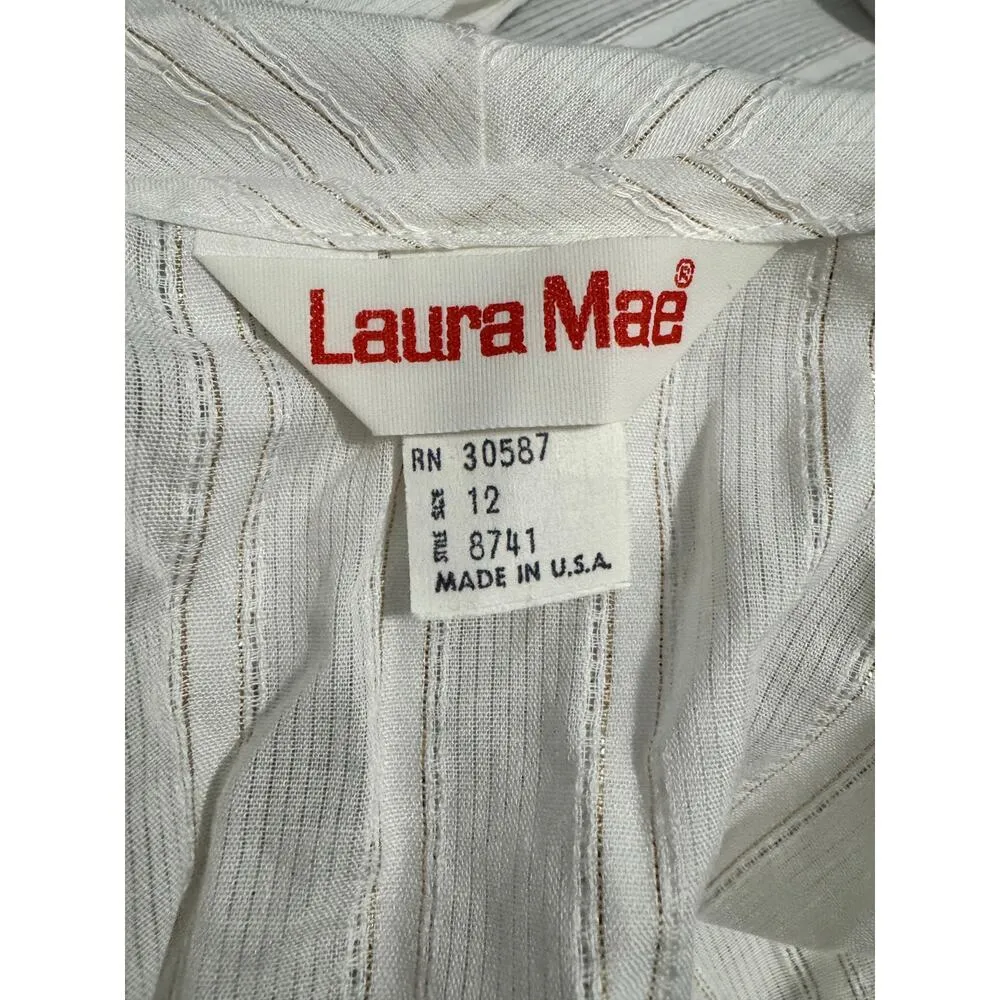 Laura Mae®
RN 30587
SIZE 12
STYLE 8741
MADE IN U.S.A.